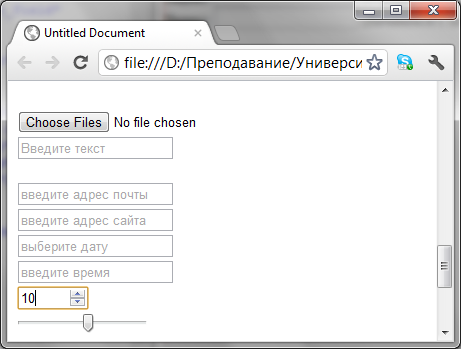 Untitled Document
file:///D:/Преподавание/Универси
Choose Files No file chosen
Введите текст
введите адрес почты
введите адрес сайта
выберите дату
введите время
10